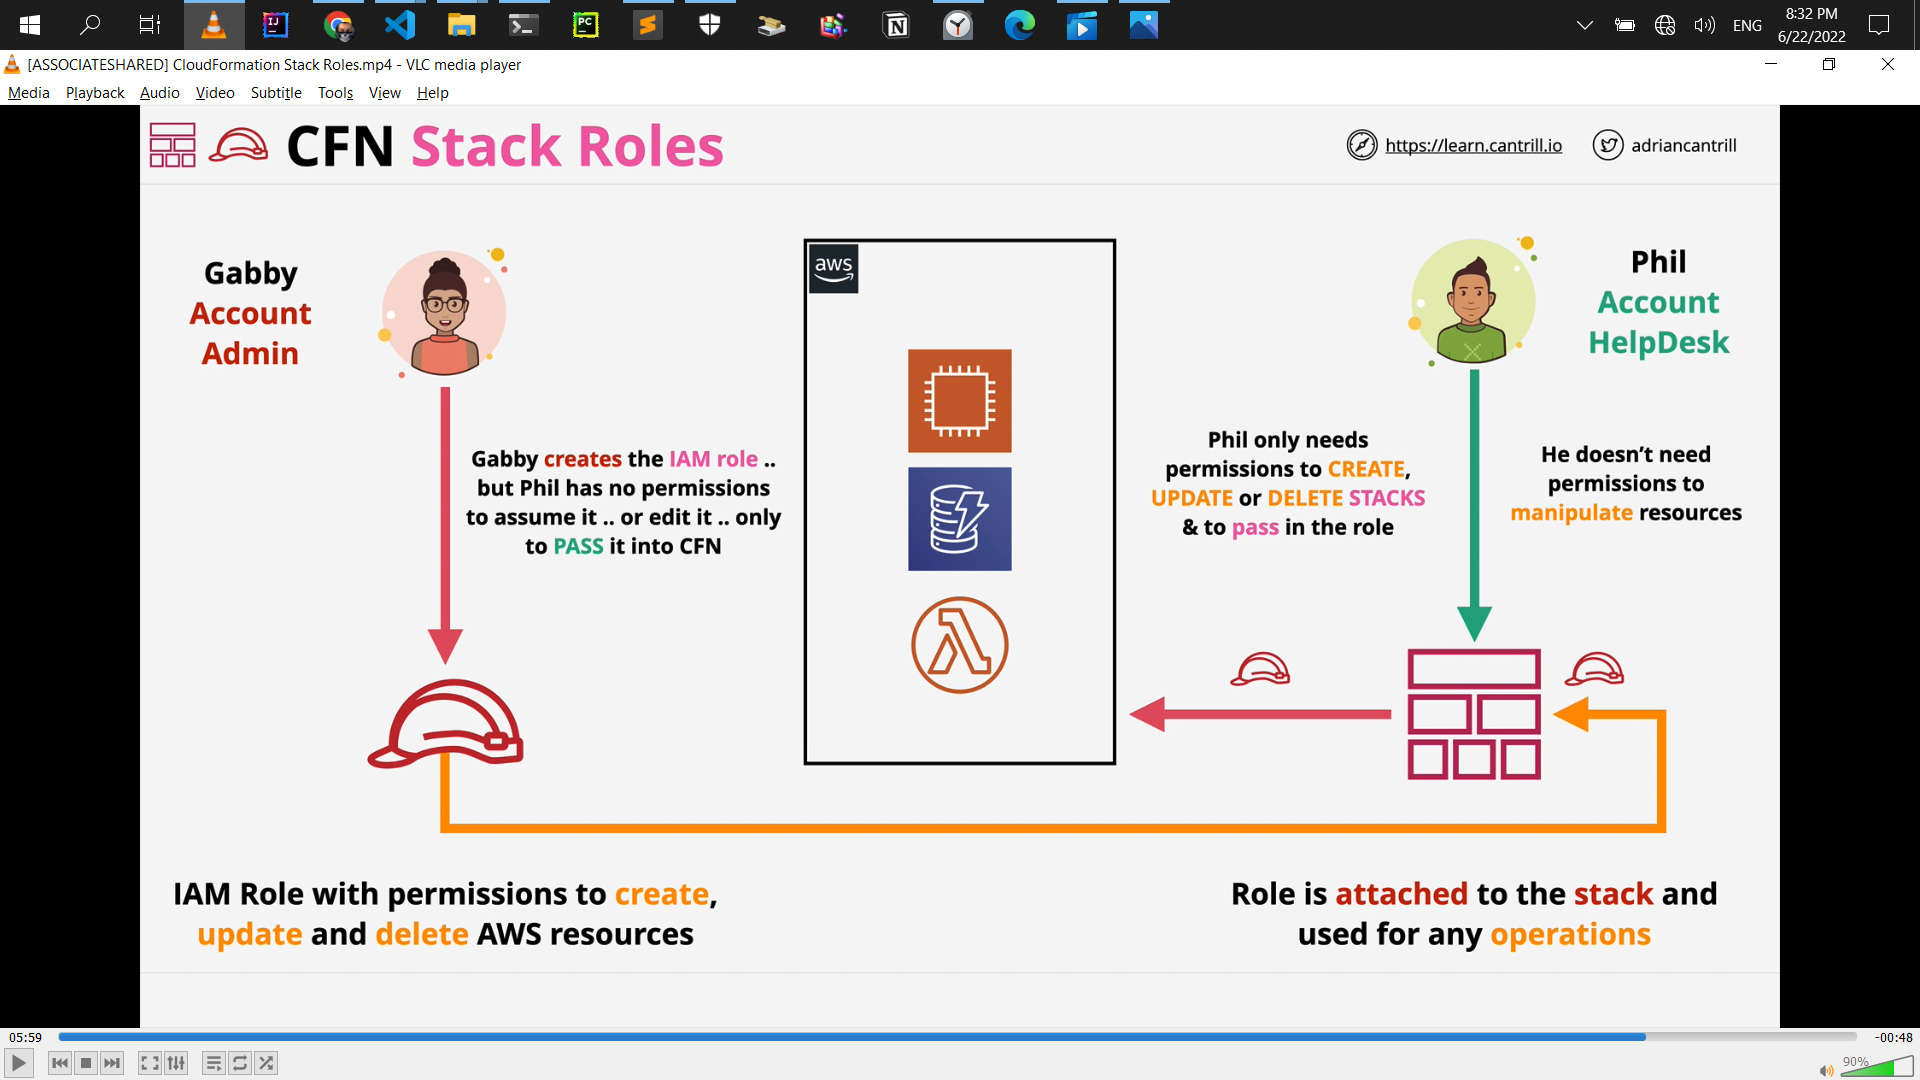 ENG
8:32 PM
6/22/2022
[ASSOCIATESHARED] CloudFormation Stack Roles.mp4 - VLC media player
Media Playback Audio Video Subtitle Tools View Help
CFN Stack Roles
https://learn.cantrill.io
adriancantrill
Gabby
Account
Admin
aws
Phil
Account
HelpDesk
Gabby creates the IAM role ..
but Phil has no permissions
to assume it .. or edit it .. only
to PASS it into CFN
Phil only needs
permissions to CREATE,
UPDATE or DELETE STACKS
& to pass in the role
He doesn’t need
permissions to
manipulate resources
IAM Role with permissions to create,
update and delete AWS resources
Role is attached to the stack and
used for any operations
05:59
-00:48
90%
IJ
PC